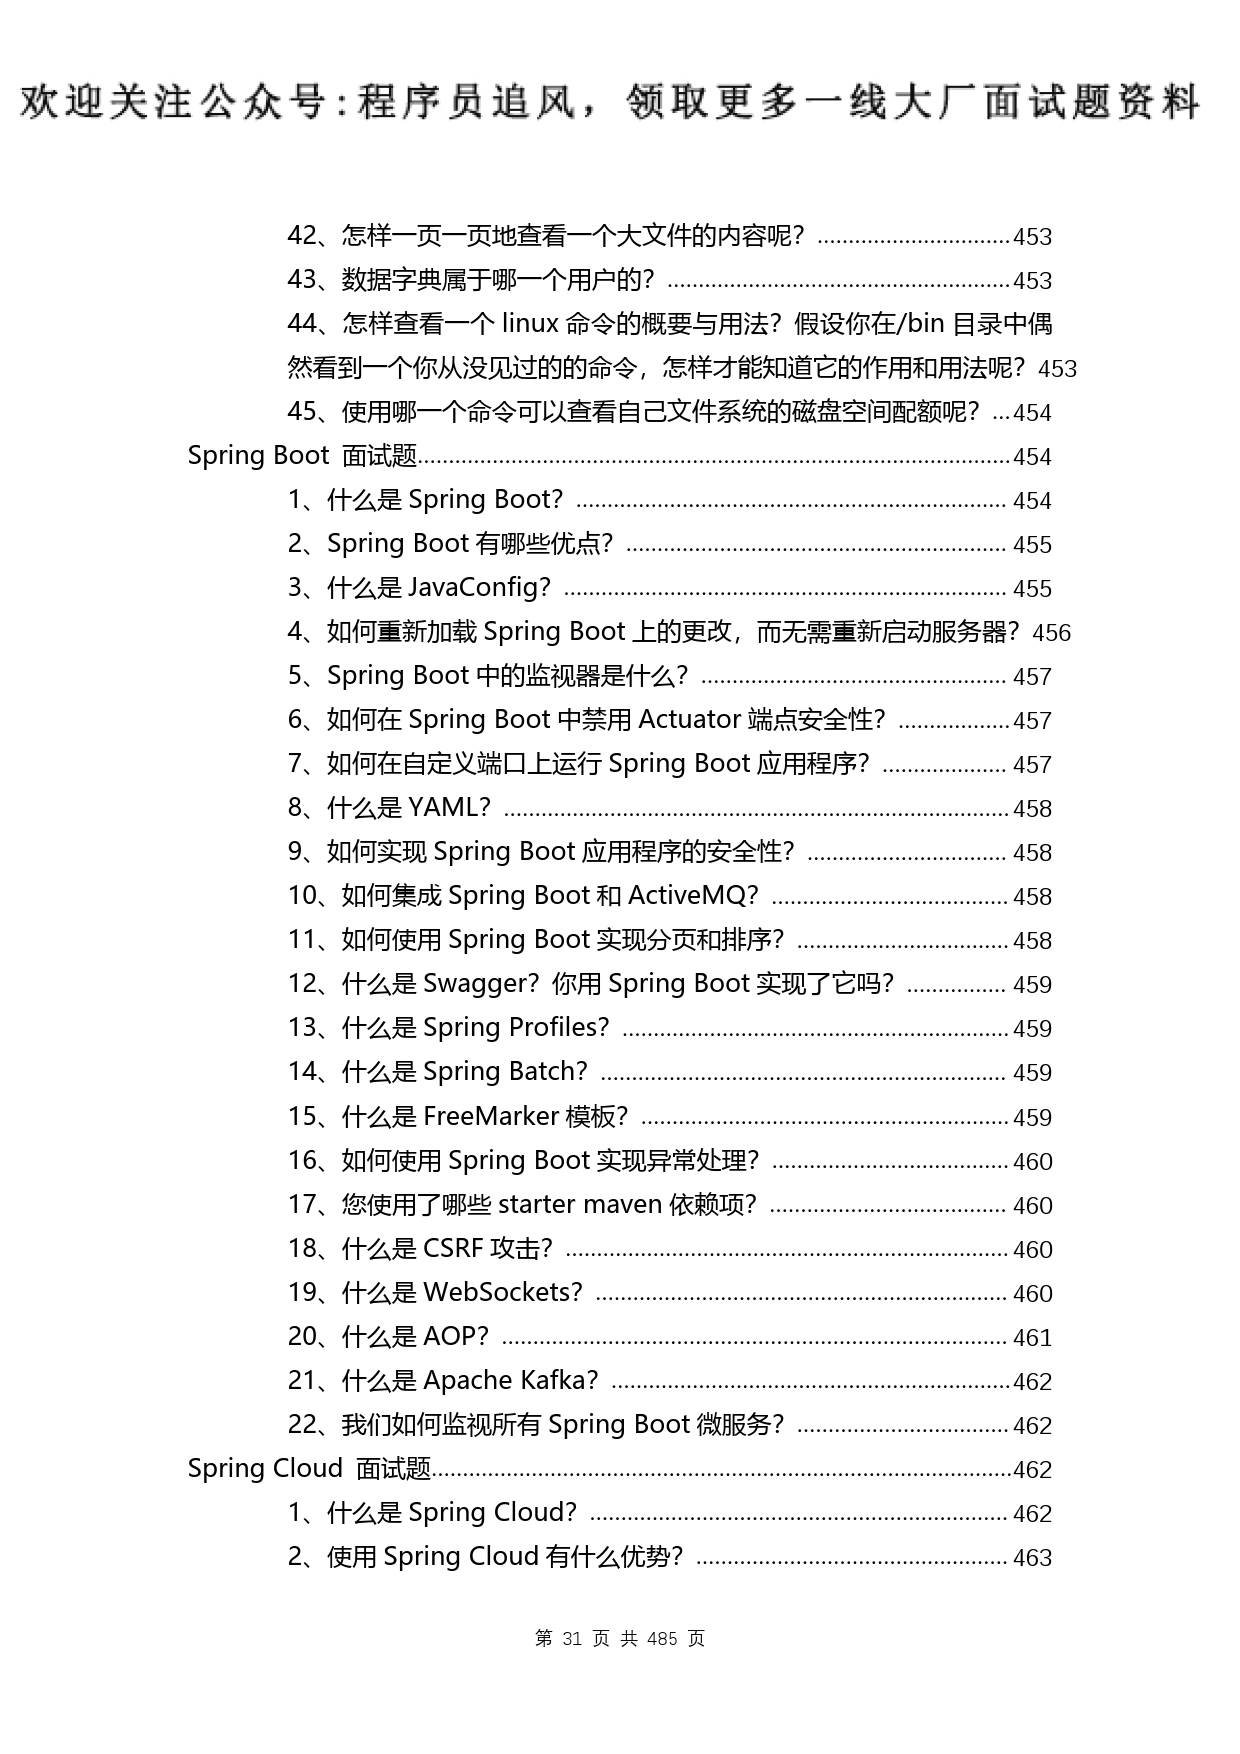 欢迎关注公众号:程序员追风，领取更多一线大厂面试题资料
42、怎样一页一页地查看一个大文件的内容呢？...............................453
43、数据字典属于哪一个用户的？.......................................................453
44、怎样查看一个 linux 命令的概要与用法？假设你在/bin 目录中偶
然看到一个你从没见过的的命令，怎样才能知道它的作用和用法呢？453
45、使用哪一个命令可以查看自己文件系统的磁盘空间配额呢？...454
Spring Boot 面试题...............................................................................................454
1、什么是 Spring Boot？..................................................................... 454
2、Spring Boot 有哪些优点？............................................................. 455
3、什么是 JavaConfig？....................................................................... 455
4、如何重新加载 Spring Boot 上的更改，而无需重新启动服务器？456
5、Spring Boot 中的监视器是什么？................................................. 457
6、如何在 Spring Boot 中禁用 Actuator 端点安全性？..................457
7、如何在自定义端口上运行 Spring Boot 应用程序？.................... 457
8、什么是 YAML？.................................................................................458
9、如何实现 Spring Boot 应用程序的安全性？................................ 458
10、如何集成 Spring Boot 和 ActiveMQ？...................................... 458
11、如何使用 Spring Boot 实现分页和排序？..................................458
12、什么是 Swagger？你用 Spring Boot 实现了它吗？................ 459
13、什么是 Spring Profiles？..............................................................459
14、什么是 Spring Batch？................................................................. 459
15、什么是 FreeMarker 模板？...........................................................459
16、如何使用 Spring Boot 实现异常处理？......................................460
17、您使用了哪些 starter maven 依赖项？...................................... 460
18、什么是 CSRF 攻击？.......................................................................460
19、什么是 WebSockets？.................................................................. 460
20、什么是 AOP？................................................................................. 461
21、什么是 Apache Kafka？................................................................462
22、我们如何监视所有 Spring Boot 微服务？..................................462
Spring Cloud 面试题.............................................................................................462
1、什么是 Spring Cloud？................................................................... 462
2、使用 Spring Cloud 有什么优势？.................................................. 463
第 31 页 共 485 页